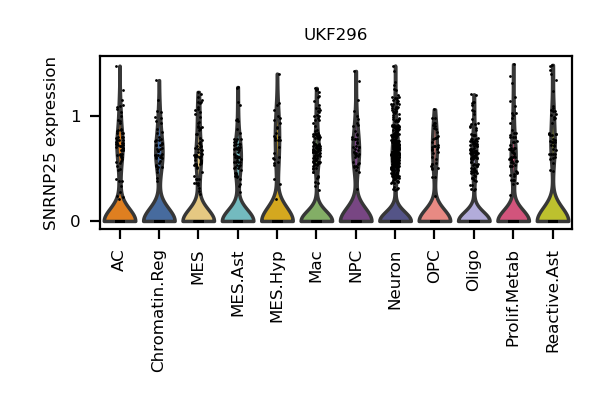 UKF296
SNRNP25 expression
1
0
AC
Chromatin.Reg
MES
MES.Ast
MES.Hyp
Mac
NPC
Neuron
OPC
Oligo
Prolif.Metab
Reactive.Ast